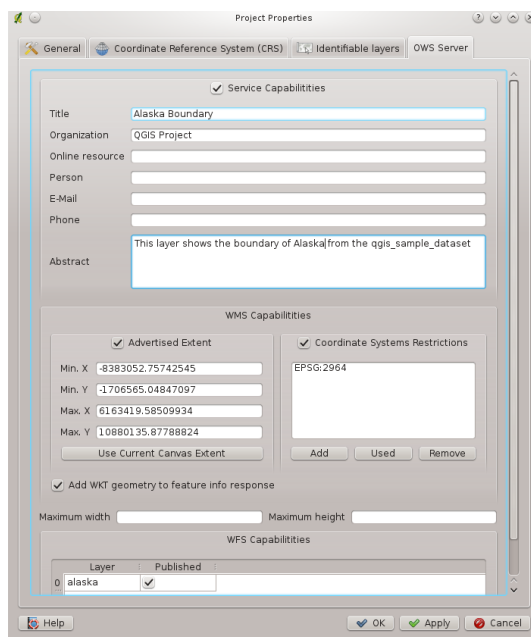 Project Properties
General Coordinate Reference System (CRS) Identifiable layers OWS Server
Service Capabilitities
Title Alaska Boundary
Organization QGIS Project
Online resource
Person
E-Mail
Phone
Abstract This layer shows the boundary of Alaska from the qgis_sample_dataset
WMS Capabilitities
Advertised Extent
Min. X -8383052.75742545
Min. Y -1706565.04847097
Max. X 6163419.58509934
Max. Y 10880135.87788824
Use Current Canvas Extent
Coordinate Systems Restrictions
EPSG:2964
Add Used Remove
Add WKT geometry to feature info response
Maximum width Maximum height
WFS Capabilitities
Layer Published
0 alaska
Help OK Apply Cancel